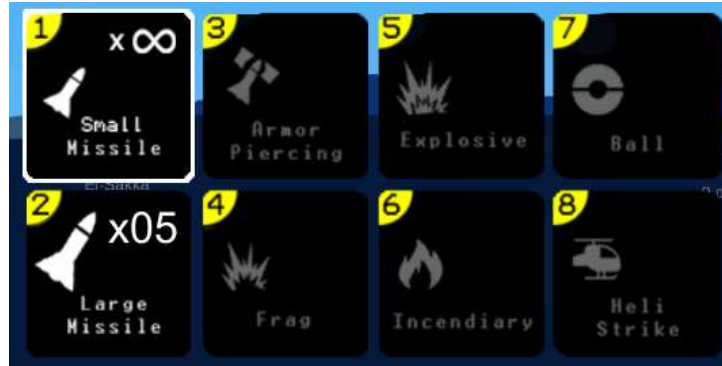 1
x ∞
Small
Missile
3
Armor
Piercing
5
Explosive
7
Ball
El-Sakka
2
x05
Large
Missile
4
Frag
6
Incendiary
8
Heli
Strike